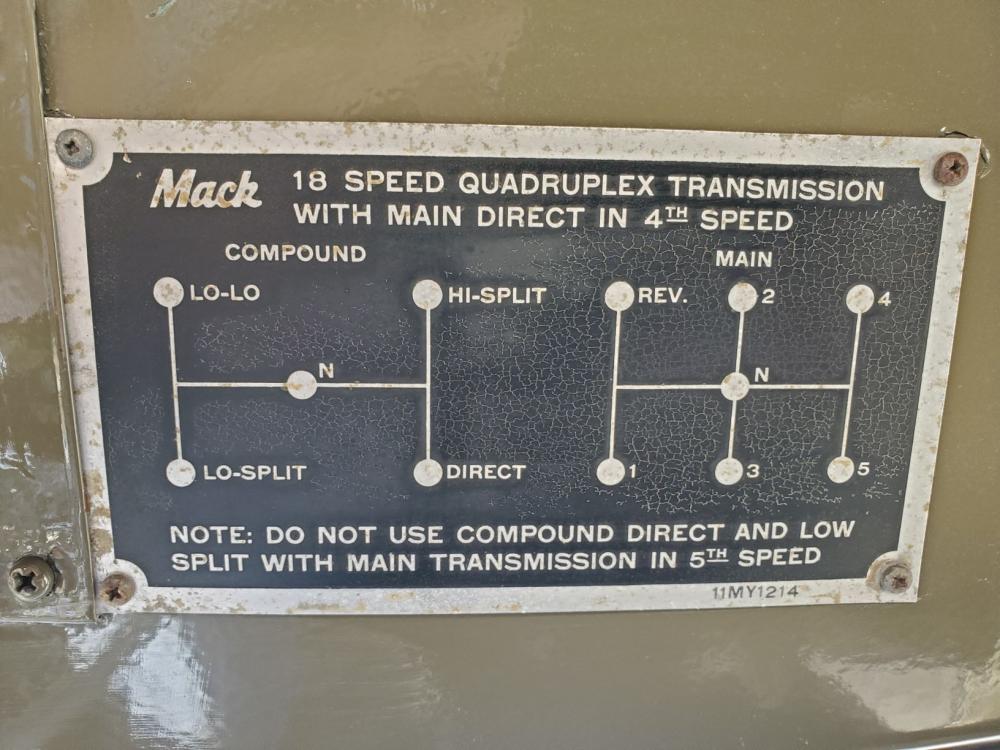 Mack 18 SPEED QUADRUPLEX TRANSMISSION
WITH MAIN DIRECT IN 4TH SPEED
COMPOUND MAIN
LO-LO HI-SPLIT REV. 2 4
N N
LO-SPLIT DIRECT 1 3 5
NOTE: DO NOT USE COMPOUND DIRECT AND LOW
SPLIT WITH MAIN TRANSMISSION IN 5TH SPEED
11MY1214